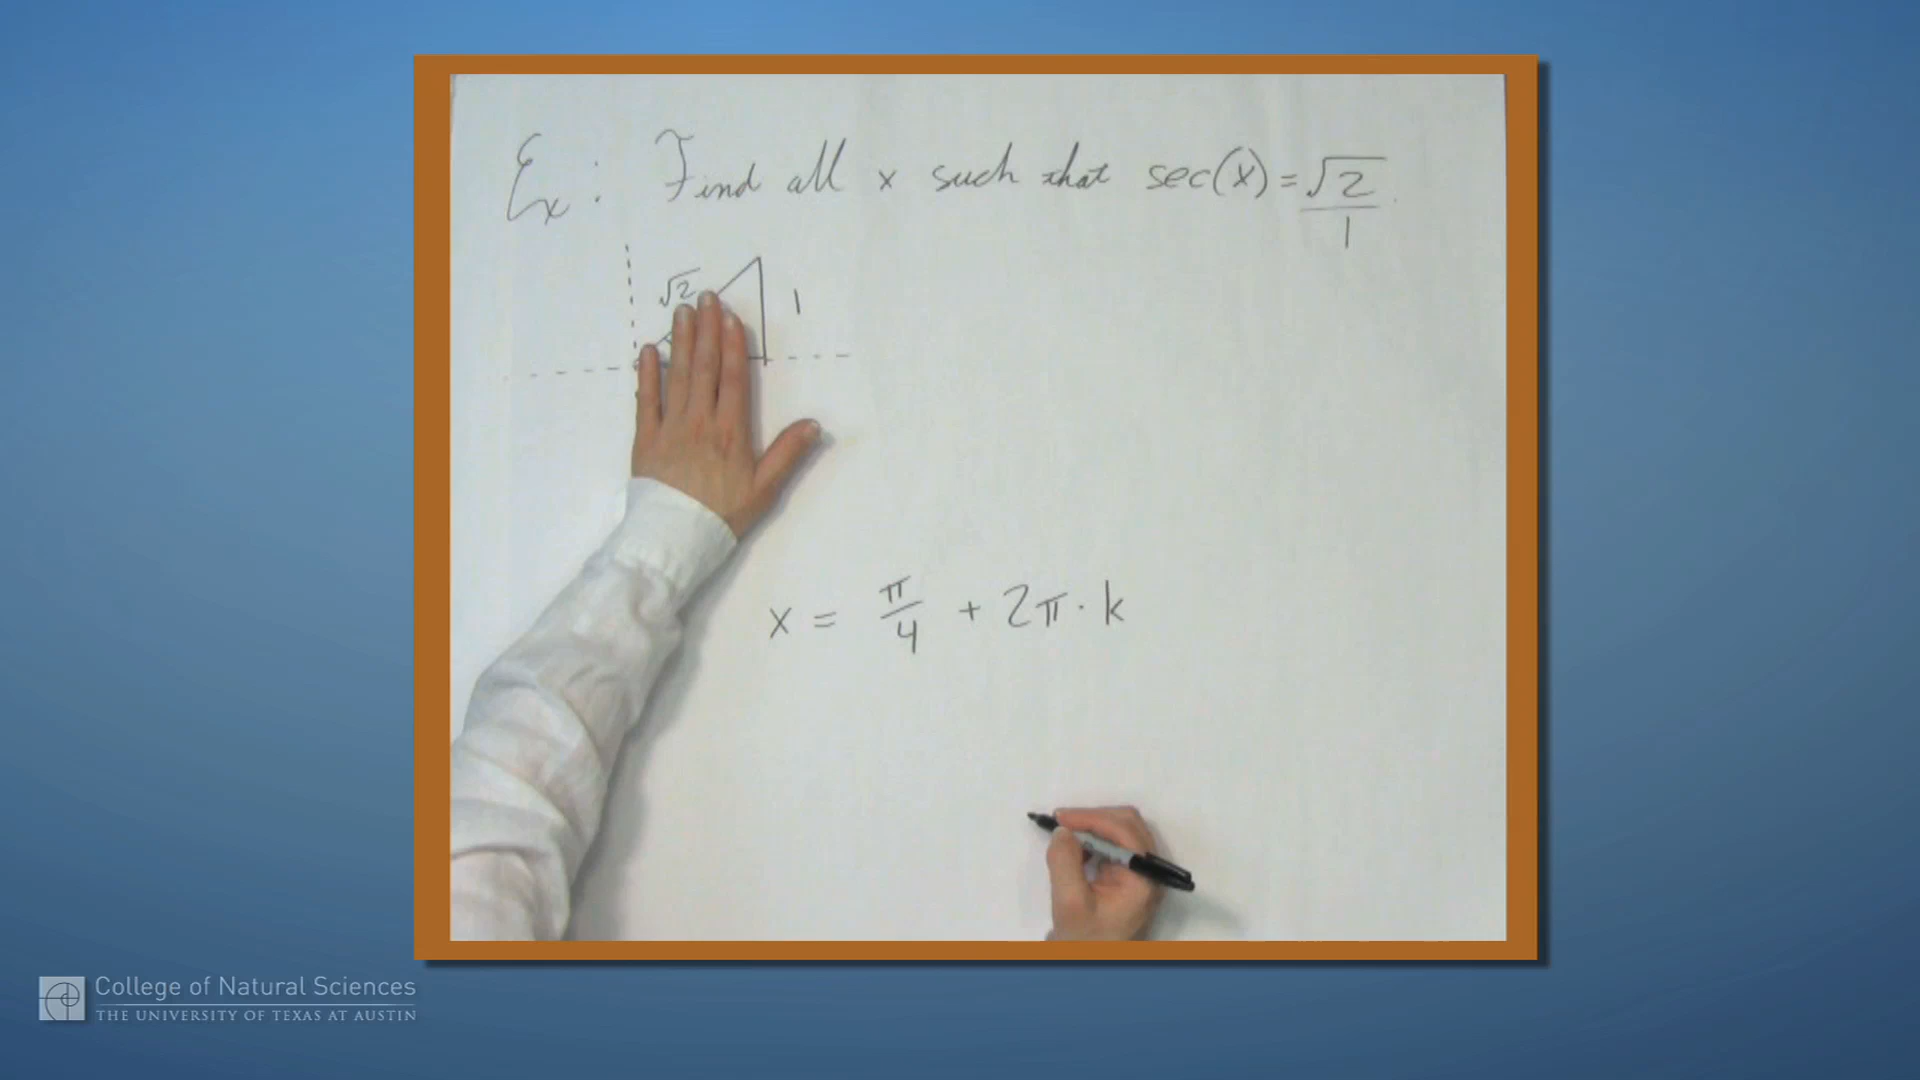 Ex: Find all x such that sec(x) = √2/1
√2
1
x = π/4 + 2π · k
College of Natural Sciences
THE UNIVERSITY OF TEXAS AT AUSTIN